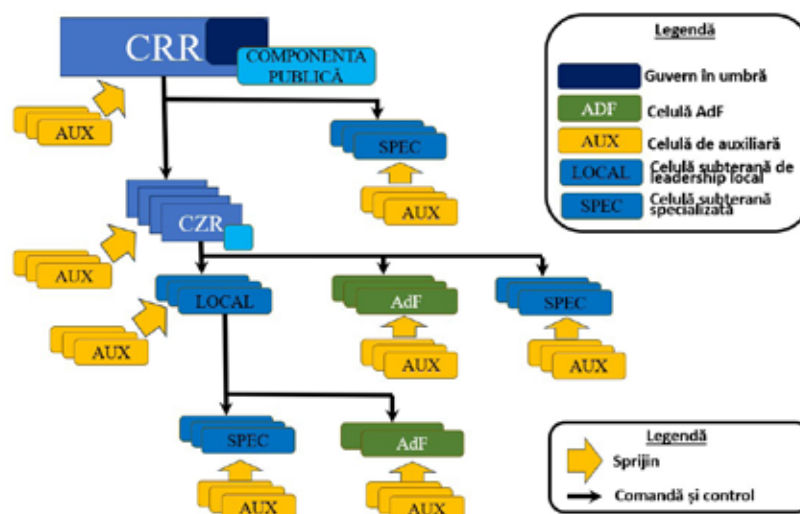 CRR
COMPONENTA
PUBLICĂ
AUX
SPEC
AUX
CZR
AUX
LOCAL
AdF
SPEC
AUX
AUX
AUX
SPEC
AdF
AUX
AUX
Legendă
Guvern în umbră
ADF Celulă AdF
AUX Celulă de auxiliară
LOCAL Celulă subterană de
leadership local
SPEC Celulă subterană
specializată
Legendă
Sprijin
Comandă și control